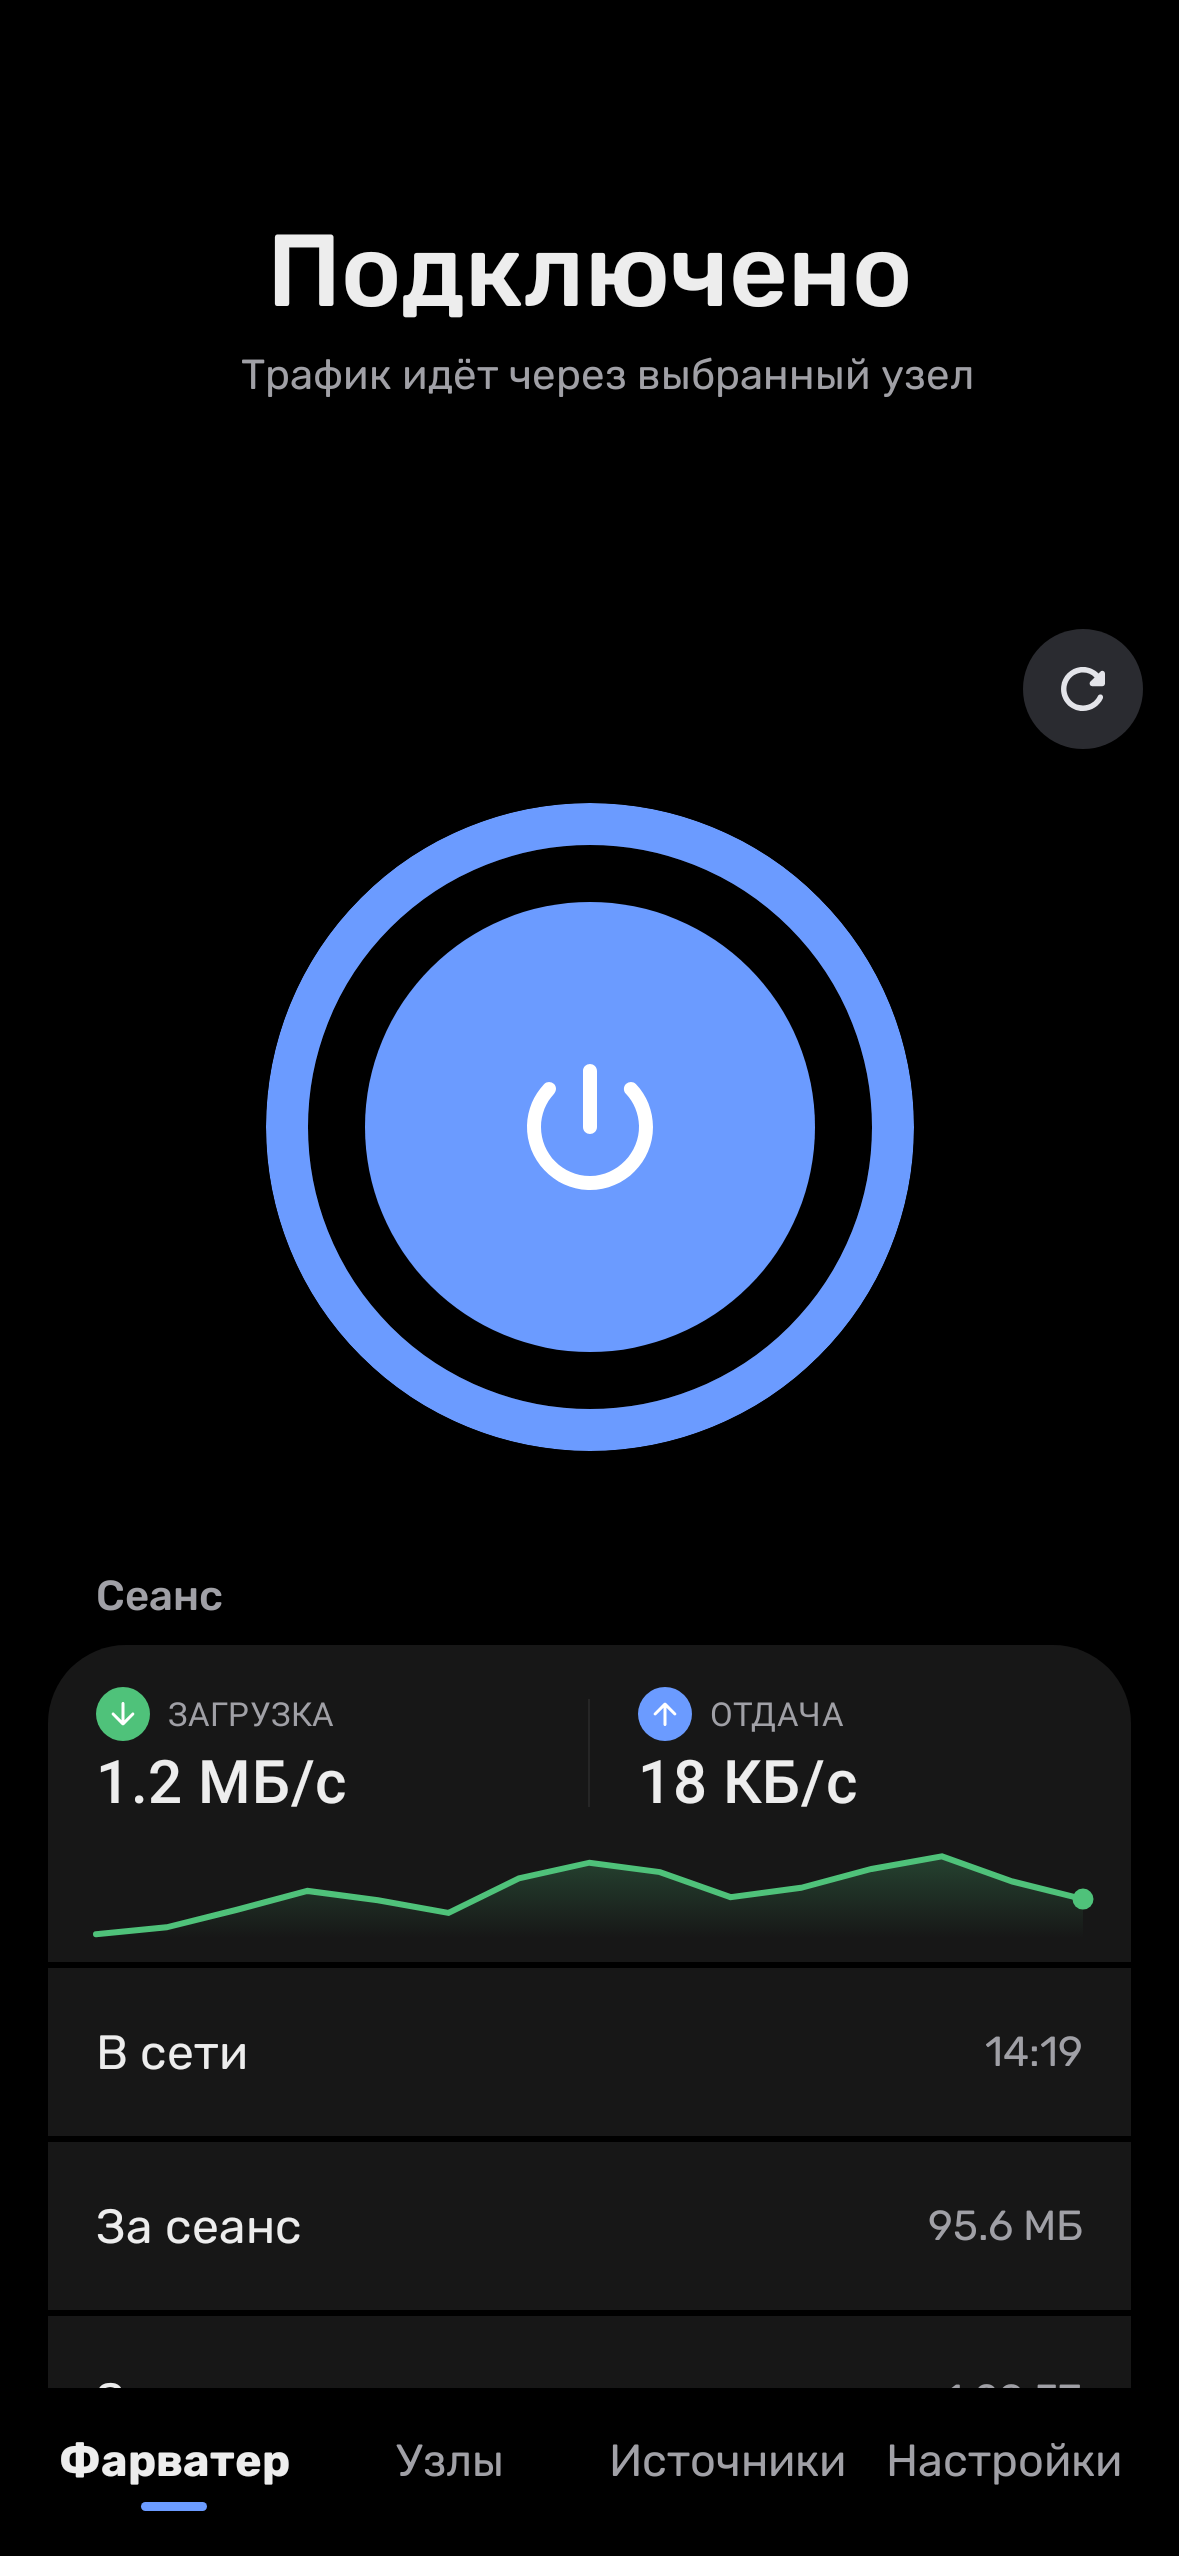 Подключено
Трафик идёт через выбранный узел
Сеанс
ЗАГРУЗКА
ОТДАЧА
1.2 МБ/с
18 КБ/с
В сети
14:19
За сеанс
95.6 МБ
Фарватер
Узлы
Источники
Настройки